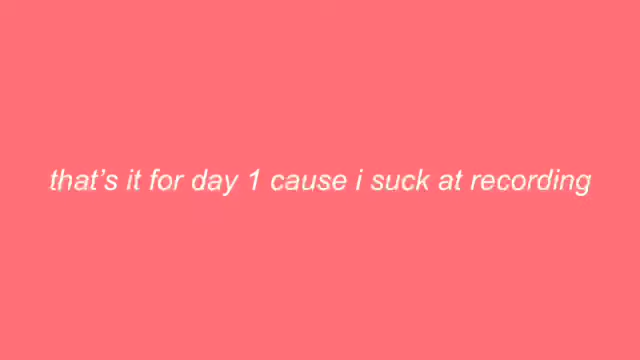 that's it for day 1 cause i suck at recording